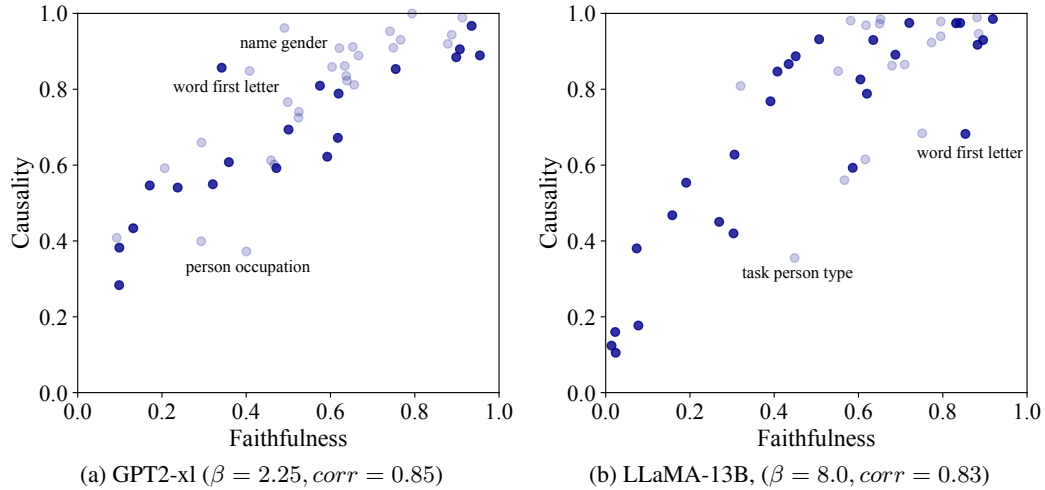 1.0
0.8
0.6
0.4
0.2
0.0
0.0
0.2
0.4
0.6
0.8
1.0
Causality
Faithfulness
name gender
word first letter
person occupation
(a) GPT2-xl (β = 2.25, corr = 0.85)
1.0
0.8
0.6
0.4
0.2
0.0
0.0
0.2
0.4
0.6
0.8
1.0
Causality
Faithfulness
word first letter
task person type
(b) LLaMA-13B, (β = 8.0, corr = 0.83)